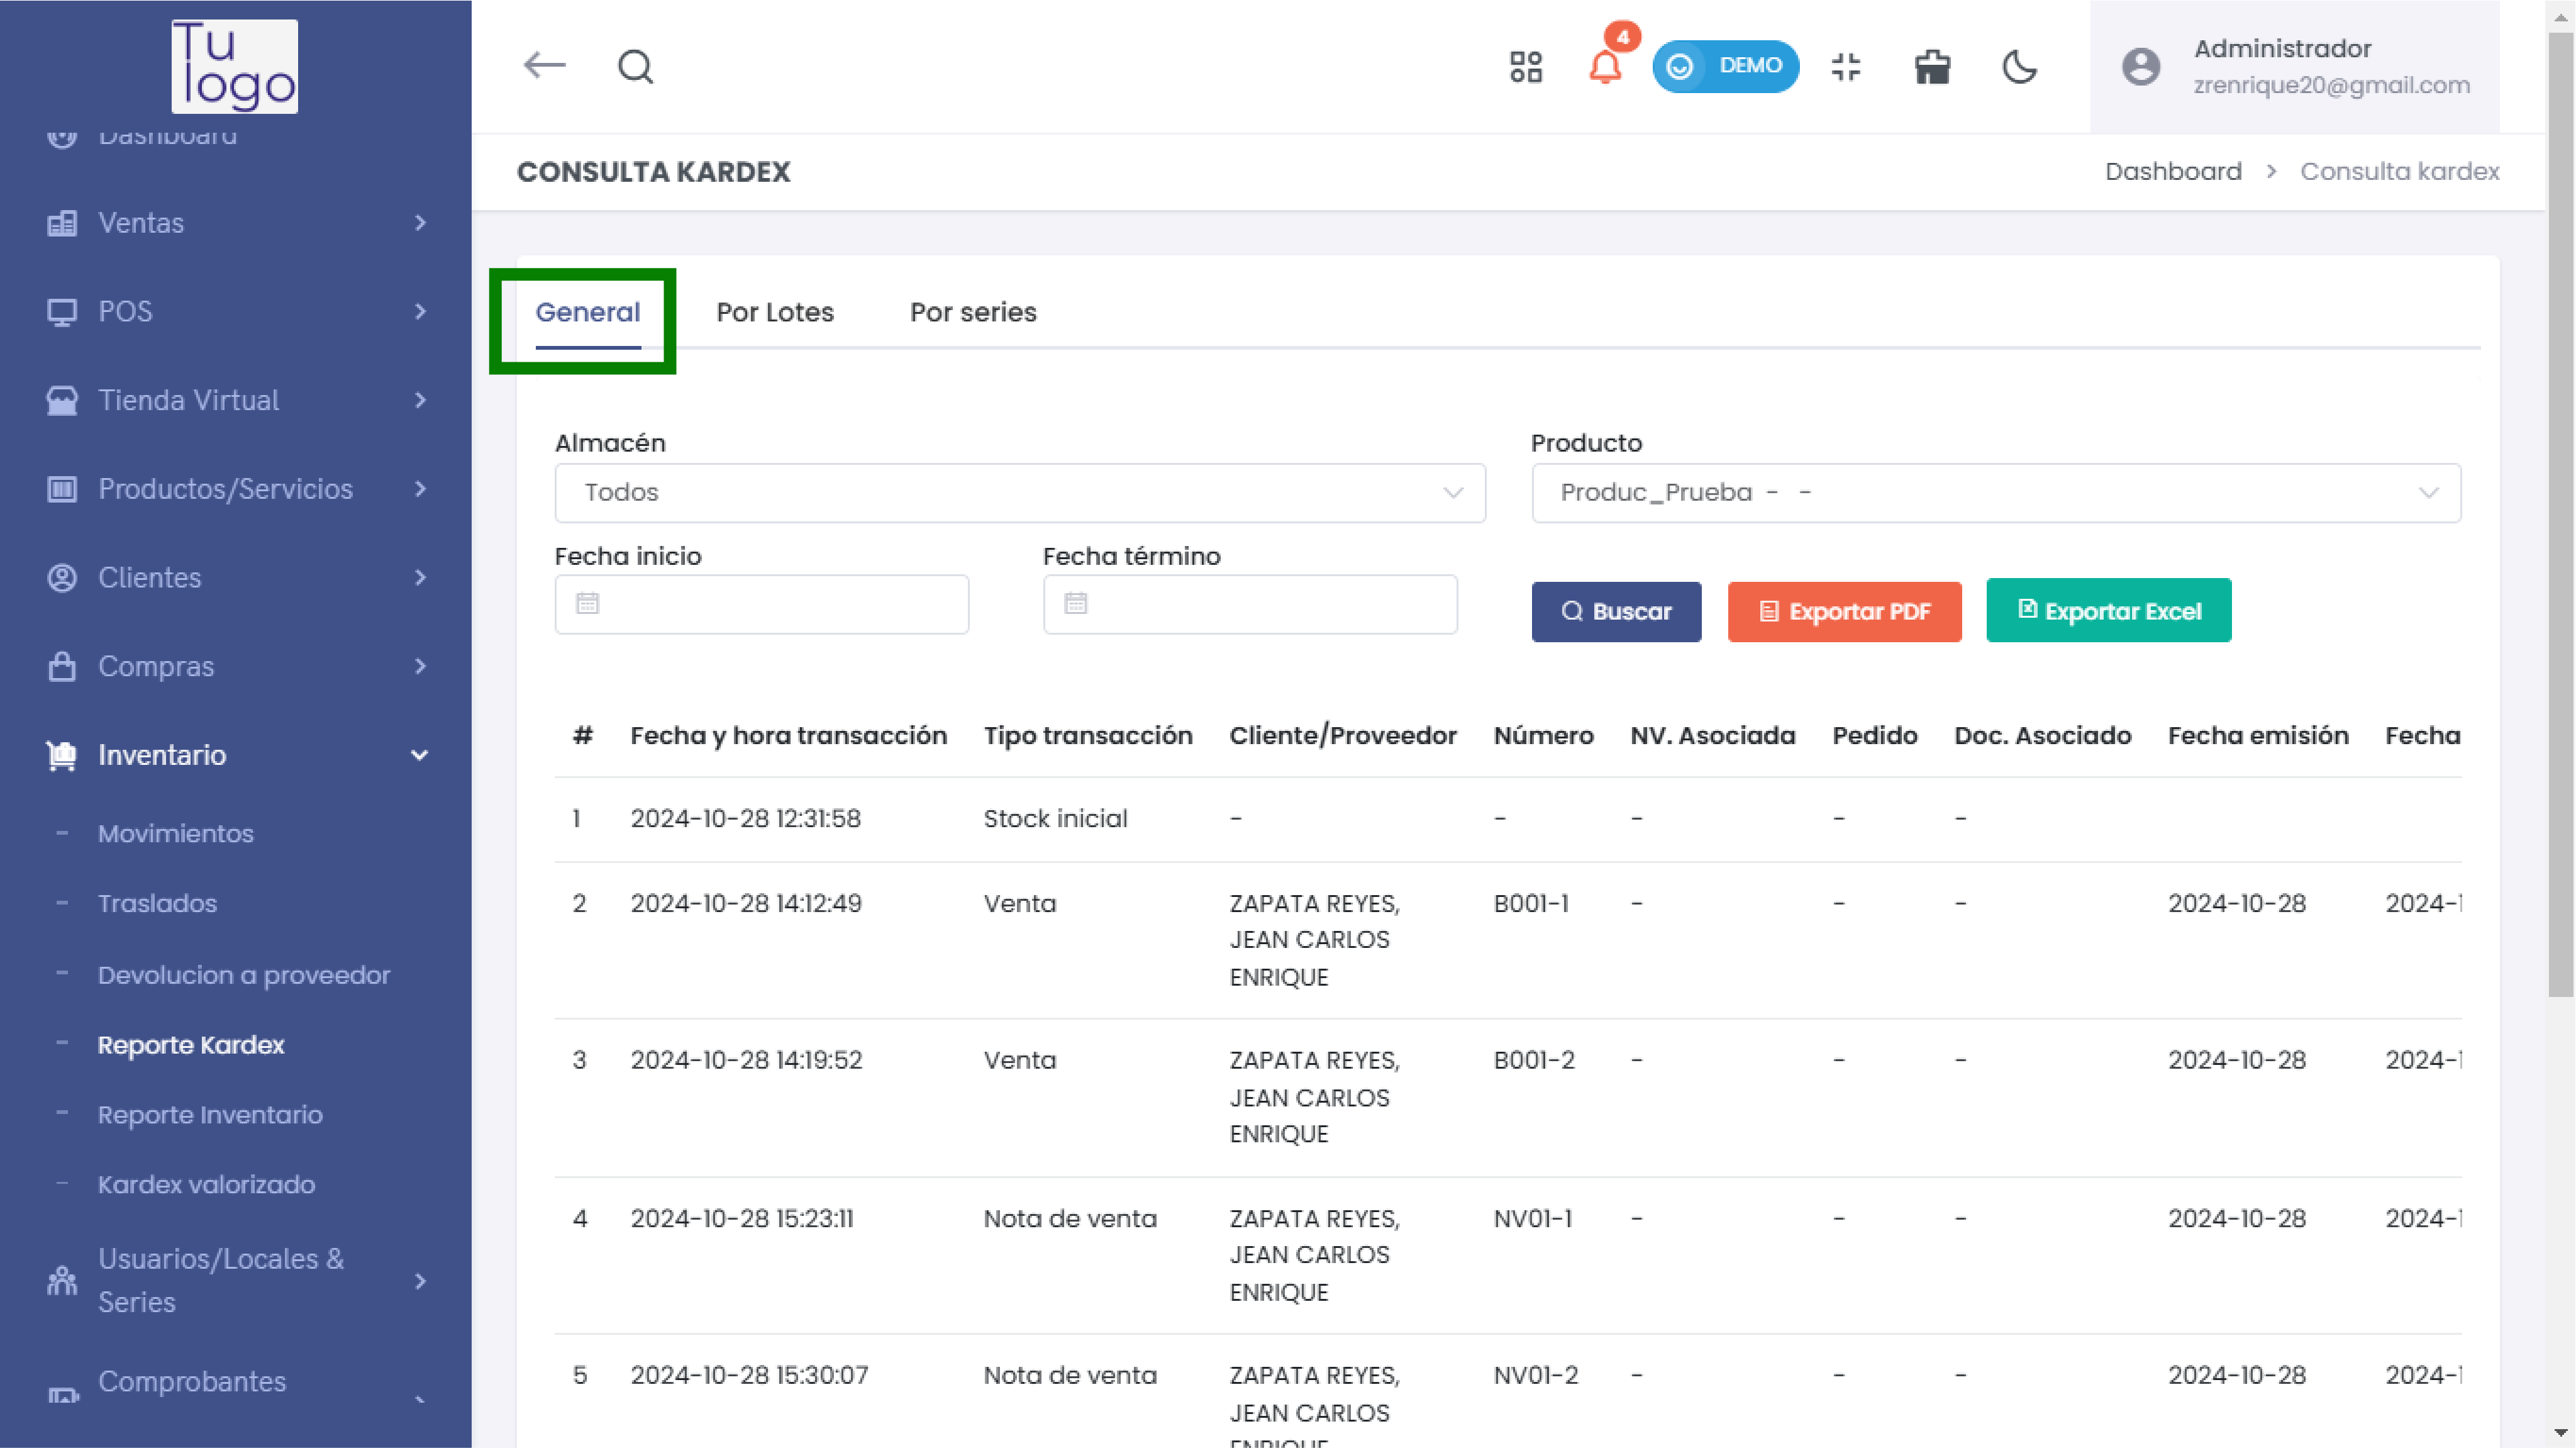 Tu
logo
Dashboard
Ventas
POS
Tienda Virtual
Productos/Servicios
Clientes
Compras
Inventario
- Movimientos
- Traslados
- Devolucion a proveedor
- Reporte Kardex
- Reporte Inventario
- Kardex valorizado
Usuarios/Locales &
Series
Comprobantes
4
DEMO
Administrador
zrenrique20@gmail.com
CONSULTA KARDEX
Dashboard > Consulta kardex
General Por Lotes Por series
Almacén Producto
Todos Produc_Prueba - -
Fecha inicio Fecha término
Buscar Exportar PDF Exportar Excel
# Fecha y hora transacción Tipo transacción Cliente/Proveedor Número NV. Asociada Pedido Doc. Asociado Fecha emisión Fecha
1 2024-10-28 12:31:58 Stock inicial - - - - -
2 2024-10-28 14:12:49 Venta ZAPATA REYES, B001-1 - - - 2024-10-28 2024-1
JEAN CARLOS
ENRIQUE
3 2024-10-28 14:19:52 Venta ZAPATA REYES, B001-2 - - - 2024-10-28 2024-1
JEAN CARLOS
ENRIQUE
4 2024-10-28 15:23:11 Nota de venta ZAPATA REYES, NV01-1 - - - 2024-10-28 2024-1
JEAN CARLOS
ENRIQUE
5 2024-10-28 15:30:07 Nota de venta ZAPATA REYES, NV01-2 - - - 2024-10-28 2024-1
JEAN CARLOS
ENRIQUE